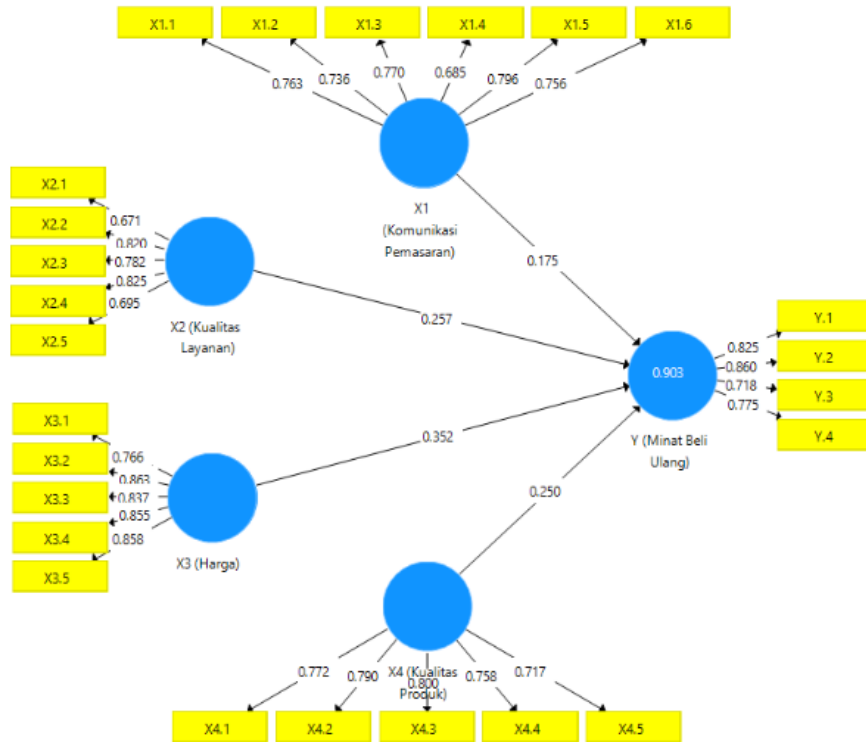 X1.1
X1.2
X1.3
X1.4
X1.5
X1.6
0.763
0.736
0.770
0.685
0.796
0.756
X1
(Komunikasi
Pemasaran)
X2.1
X2.2
X2.3
X2.4
X2.5
0.671
0.820
0.782
0.825
0.695
X2 (Kualitas
Layanan)
0.175
0.257
0.352
0.250
0.903
Y (Minat Beli
Ulang)
0.825
0.860
0.718
0.775
Y.1
Y.2
Y.3
Y.4
X3.1
X3.2
X3.3
X3.4
X3.5
0.766
0.863
0.837
0.855
0.858
X3 (Harga)
X4 (Kualitas
Produk)
0.772
0.790
0.800
0.758
0.717
X4.1
X4.2
X4.3
X4.4
X4.5